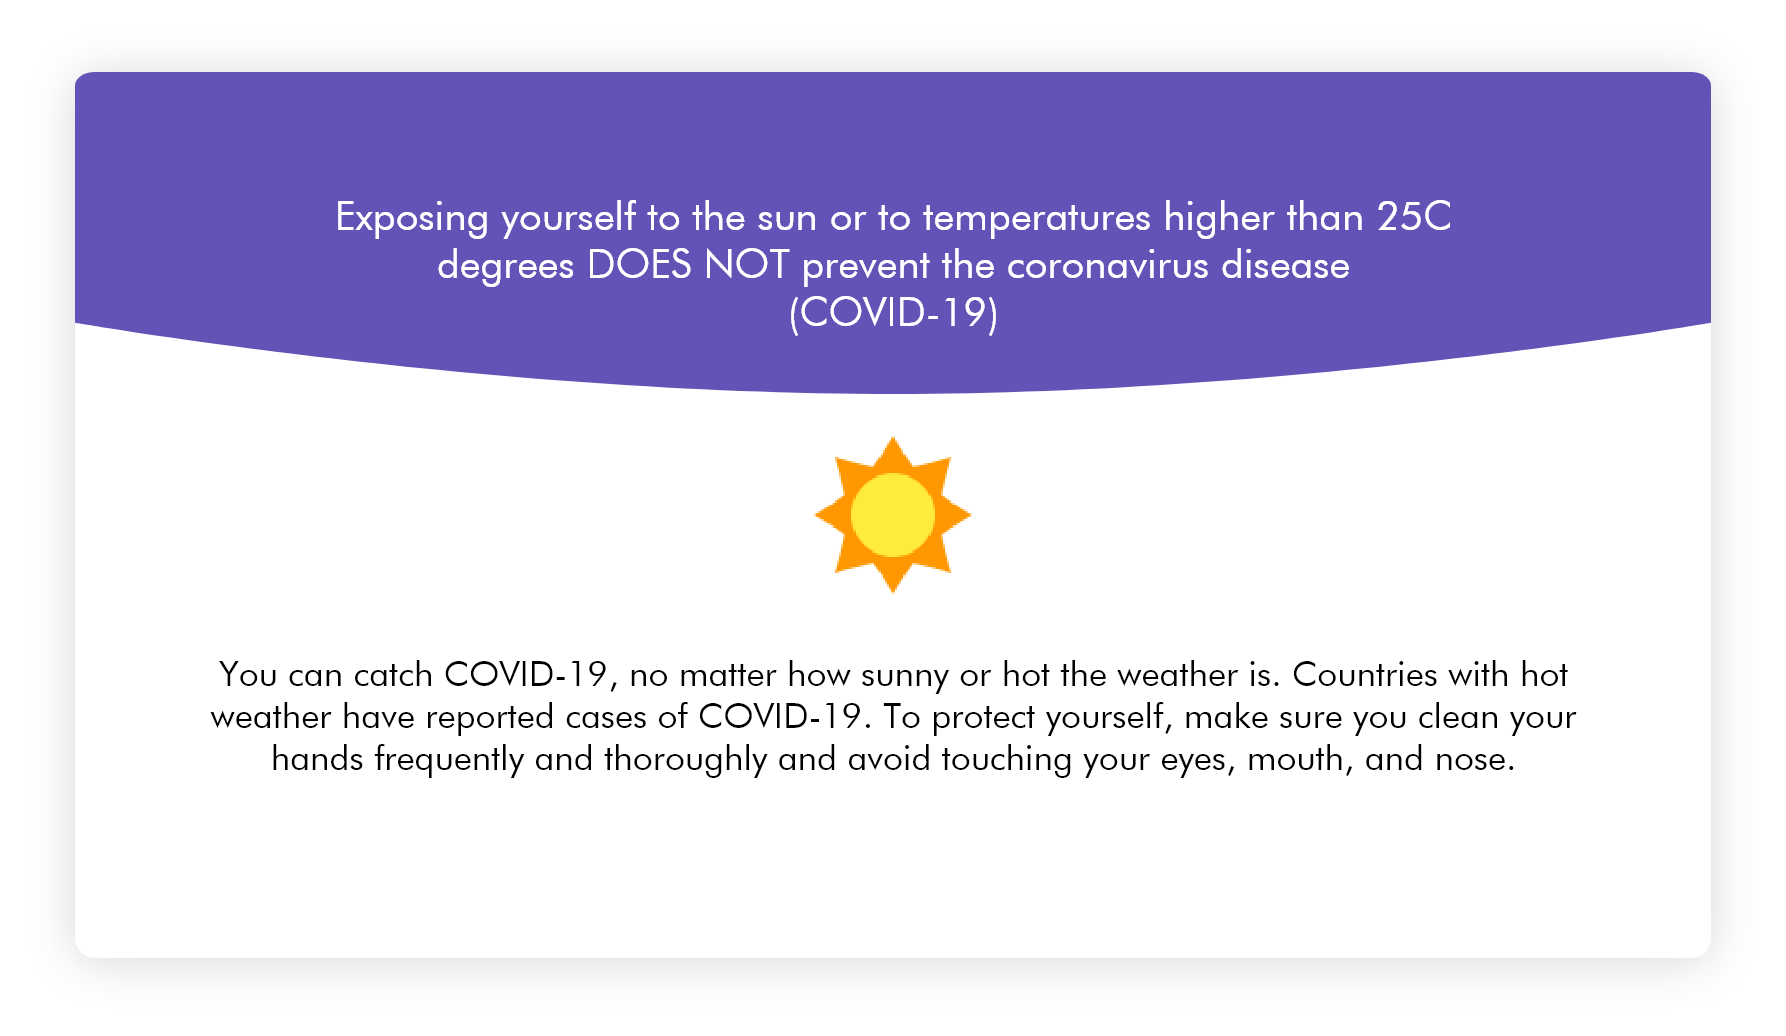 Exposing yourself to the sun or to temperatures higher than 25C
degrees DOES NOT prevent the coronavirus disease
(COVID-19)
You can catch COVID-19, no matter how sunny or hot the weather is. Countries with hot
weather have reported cases of COVID-19. To protect yourself, make sure you clean your
hands frequently and thoroughly and avoid touching your eyes, mouth, and nose.